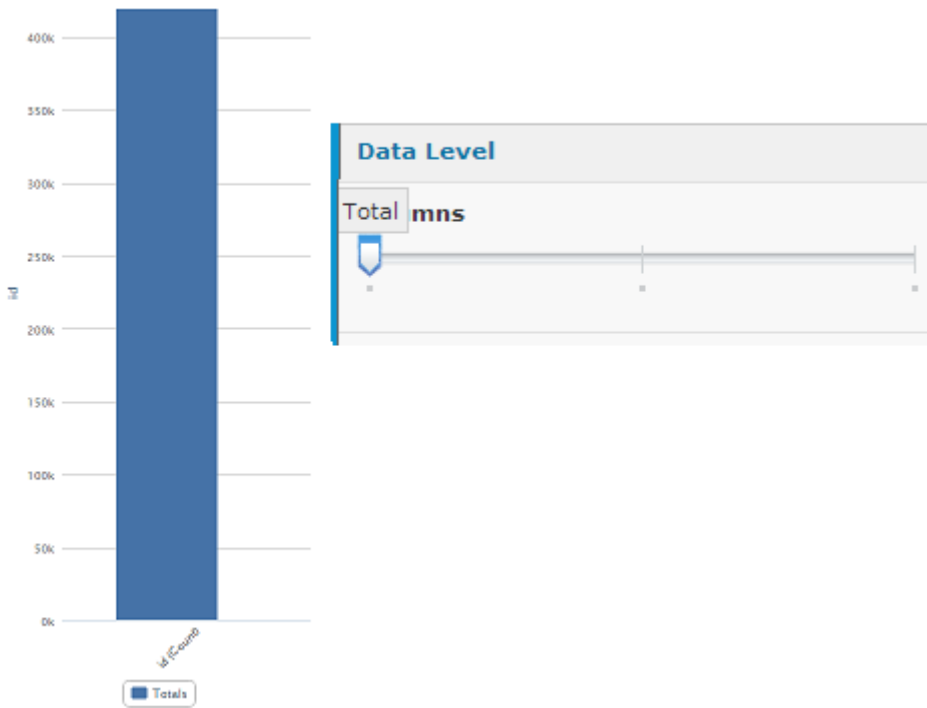 400k
350k
300k
250k
200k
150k
100k
50k
0k
id
id (Count)
Totals
Data Level
Total mns